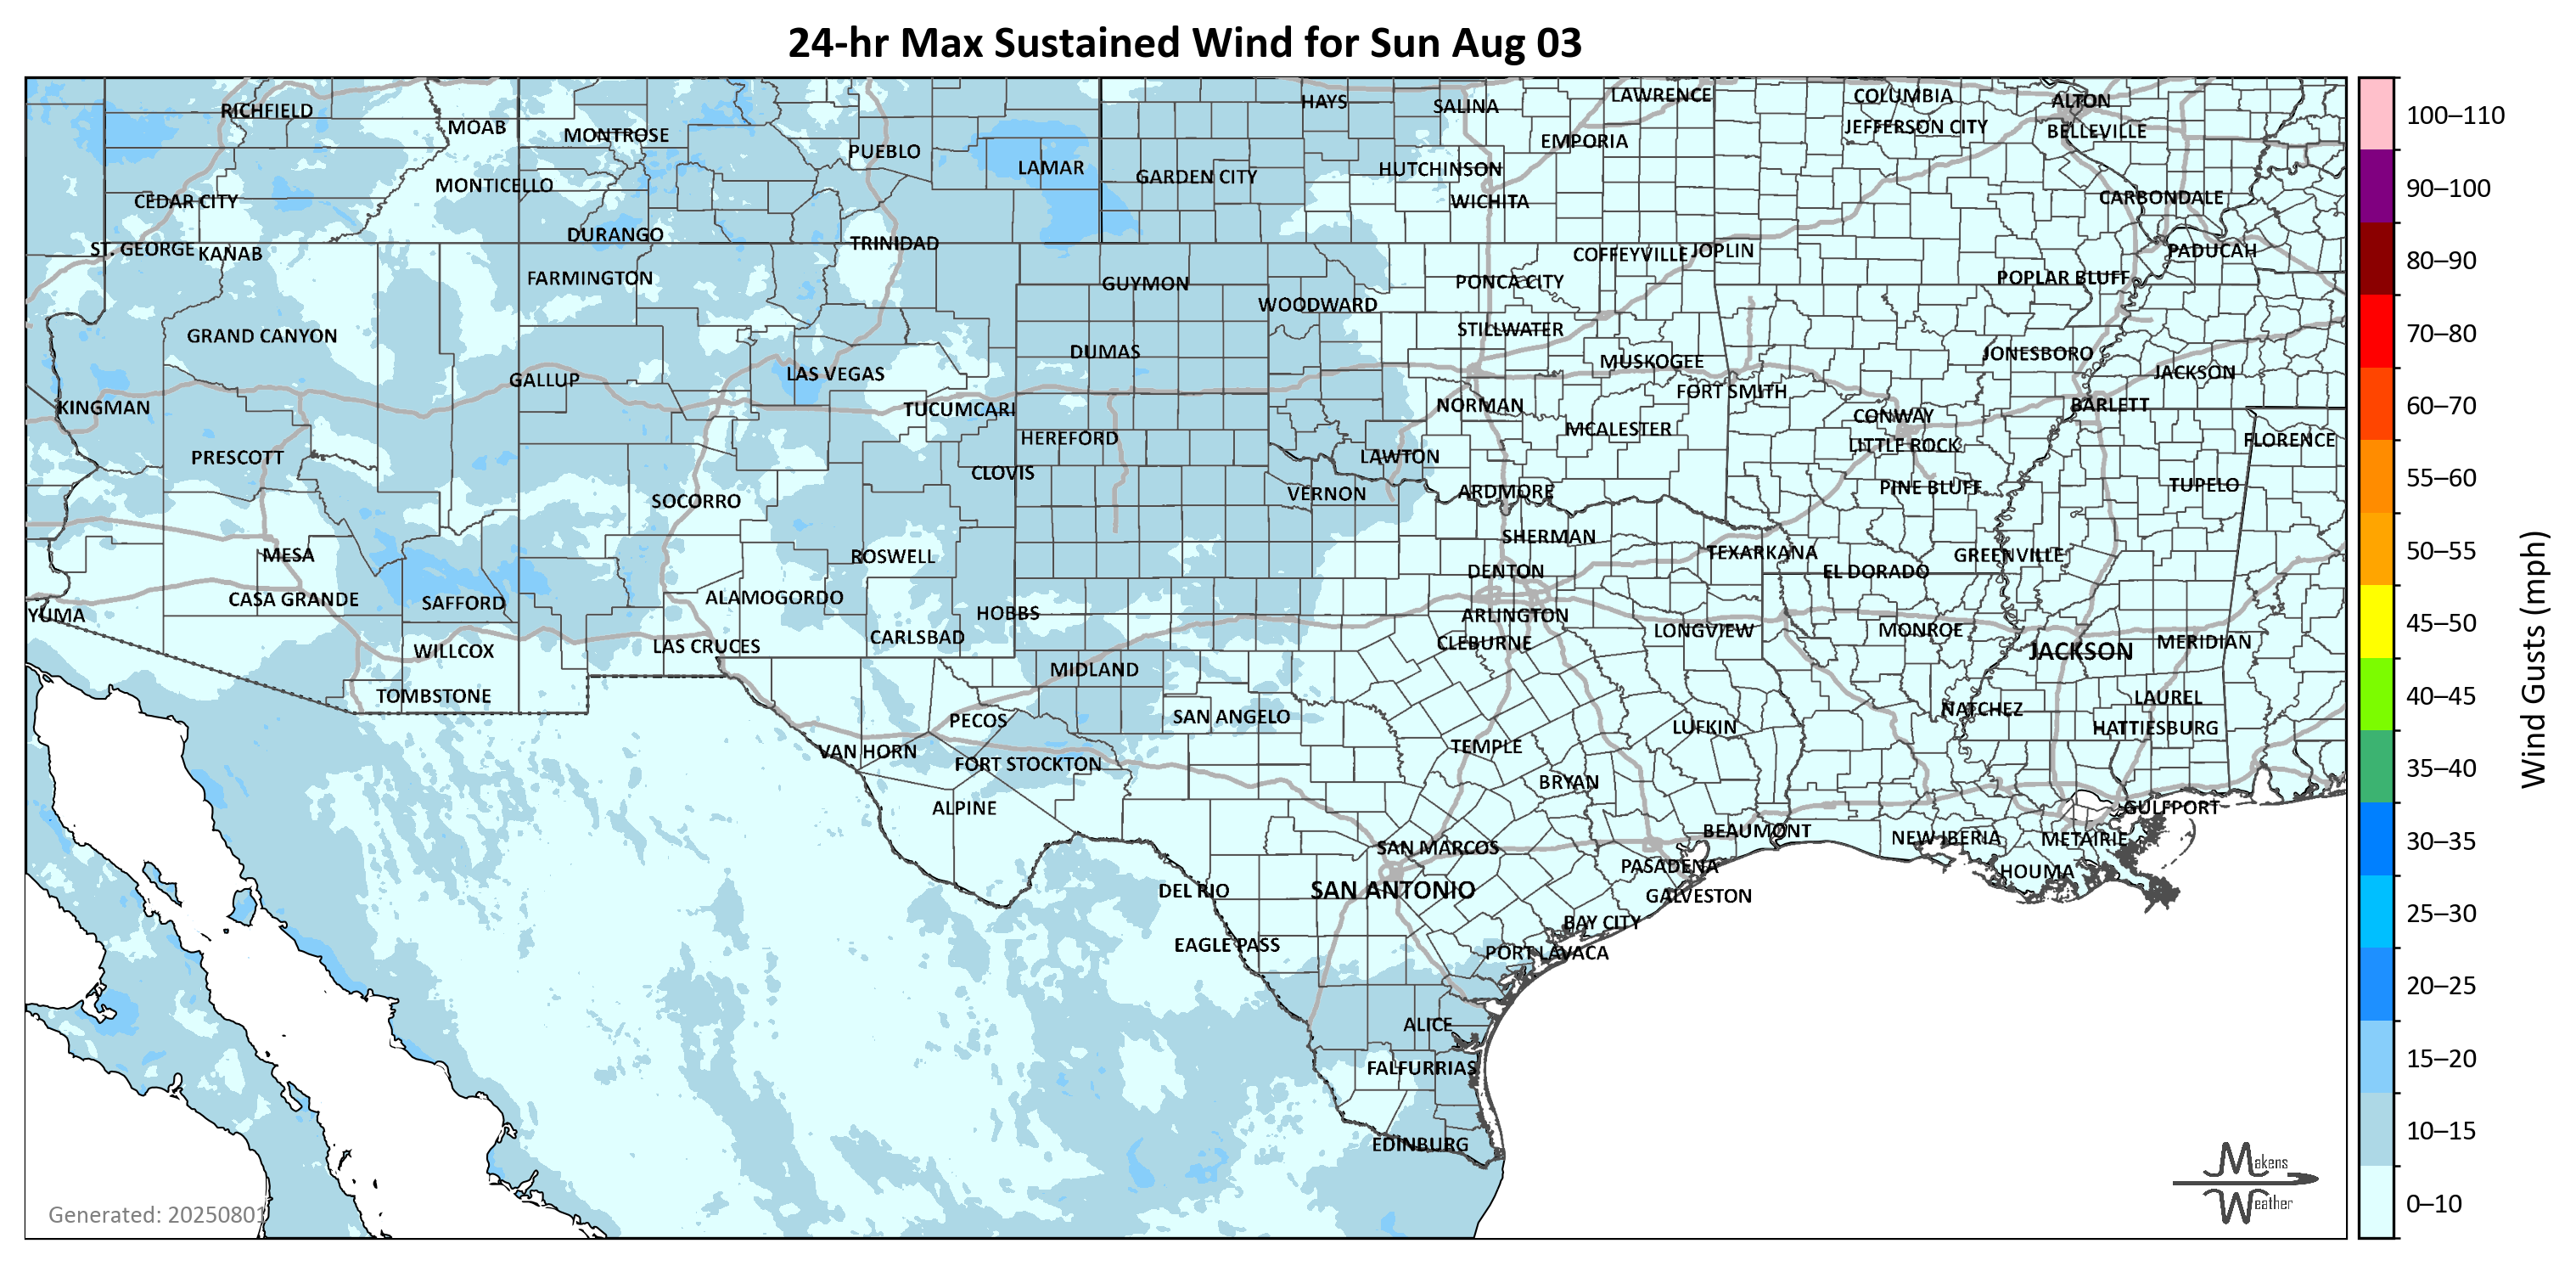 24-hr Max Sustained Wind for Sun Aug 03
RICHFIELD
MOAB
MONTROSE
PUEBLO
LAMAR
HAYS
SALINA
LAWRENCE
COLUMBIA
ALTON
EMPORIA
JEFFERSON CITY
BELLEVILLE
MONTICELLO
GARDEN CITY
HUTCHINSON
CEDAR CITY
WICHITA
CARBONDALE
ST. GEORGE
KANAB
DURANGO
TRINIDAD
COFFEYVILLE
JOPLIN
PADUCAH
FARMINGTON
GUYMON
PONCA CITY
POPLAR BLUFF
WOODWARD
GRAND CANYON
STILLWATER
DUMAS
MUSKOGEE
JONESBORO
GALLUP
LAS VEGAS
FORT SMITH
JACKSON
KINGMAN
TUCUMCARI
NORMAN
CONWAY
BARLETT
HEREFORD
MCALESTER
LITTLE ROCK
FLORENCE
PRESCOTT
CLOVIS
LAWTON
SOCORRO
VERNON
ARDMORE
PINE BLUFF
TUPELO
MESA
ROSWELL
SHERMAN
TEXARKANA
GREENVILLE
DENTON
EL DORADO
YUMA
CASA GRANDE
SAFFORD
ALAMOGORDO
HOBBS
ARLINGTON
WILLCOX
LAS CRUCES
CARLSBAD
CLEBURNE
LONGVIEW
MONROE
JACKSON
MERIDIAN
TOMBSTONE
MIDLAND
PECOS
SAN ANGELO
LUFKIN
NATCHEZ
LAUREL
HATTIESBURG
VAN HORN
FORT STOCKTON
TEMPLE
BRYAN
ALPINE
GULFPORT
SAN MARCOS
BEAUMONT
NEW IBERIA
METAIRIE
DEL RIO
SAN ANTONIO
PASADENA
GALVESTON
HOUMA
EAGLE PASS
BAY CITY
PORT LAVACA
ALICE
FALFURRIAS
EDINBURG
Generated: 20250801
Makens
Weather
100–110
90–100
80–90
70–80
60–70
55–60
50–55
45–50
40–45
35–40
30–35
25–30
20–25
15–20
10–15
0–10
Wind Gusts (mph)